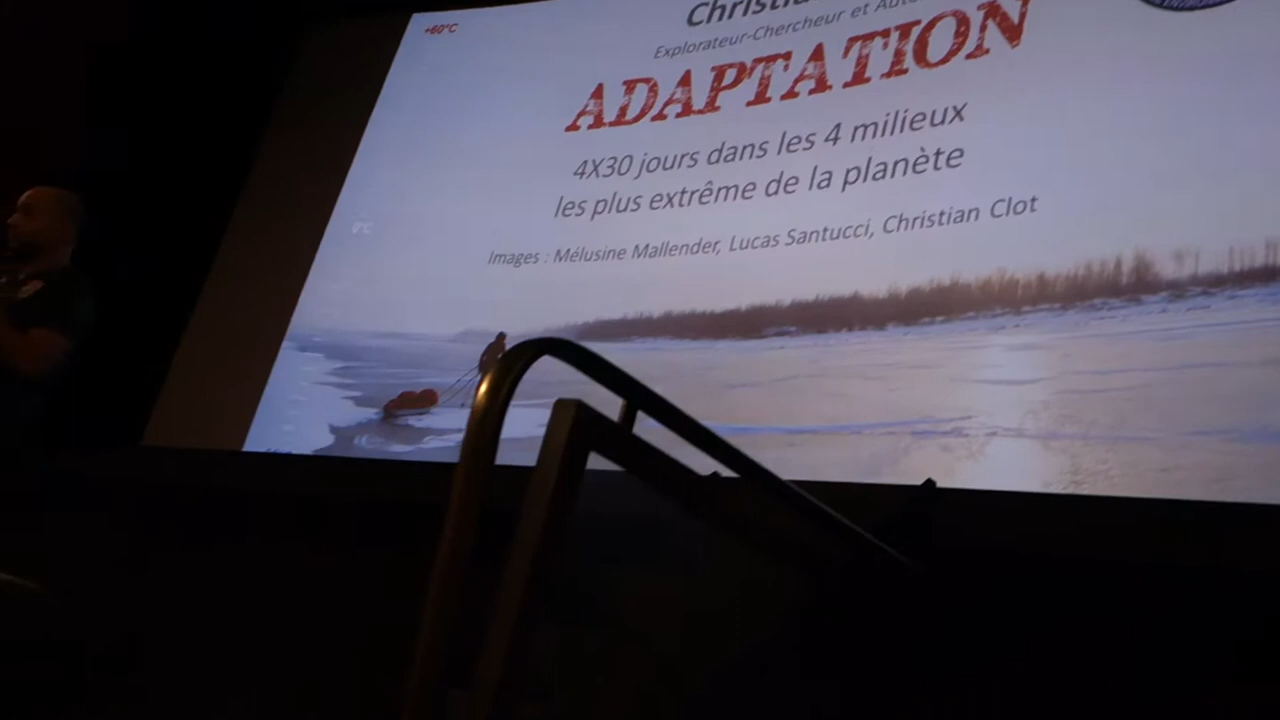 +60°C
Explorateur-Chercheur et
ADAPTATION
4X30 jours dans les 4 milieux
les plus extrême de la planète
0°C
Images : Mélusine Mallender, Lucas Santucci, Christian Clot